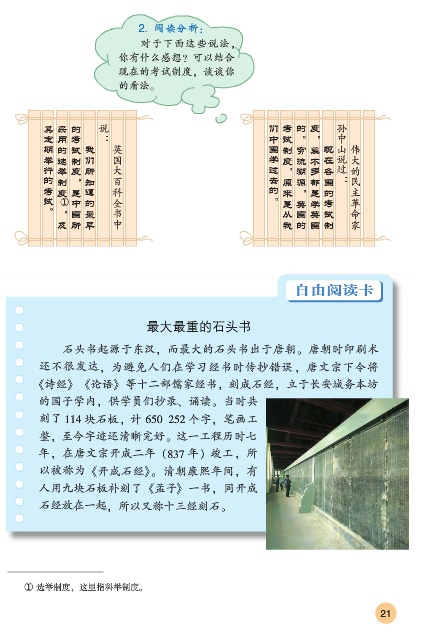 2. 阅读分析：
对于下面这些说法，
你有什么感想？可以结合
现在的考试制度，谈谈你
的看法。
伟大的民主革命家
孙中山说过：
现在各国的考试制
度，差不多都是学英国
的。穷流溯源，英国的
考试制度，原来是从我
们中国学过去的。
英国大百科全书中
说：
我们所知道的最早
的考试制度，是中国所
采用的选举制度①，及
其定期举行的考试。
自由阅读卡
最大最重的石头书
石头书起源于东汉，而最大的石头书出于唐朝。唐朝时印刷术
还不很发达，为避免人们在学习经书时传抄错误，唐文宗下令将
《诗经》《论语》等十二部儒家经书，刻成石经，立于长安城务本坊
的国子学内，供学员们抄录、诵读。当时共
刻了 114 块石板，计 650 252 个字，笔画工
整，至今字迹还清晰完好。这一工程历时七
年，在唐文宗开成二年（837 年）竣工，所
以被称为《开成石经》。清朝康熙年间，有
人用九块石板补刻了《孟子》一书，同开成
石经放在一起，所以又称十三经刻石。
① 选举制度，这里指科举制度。
21